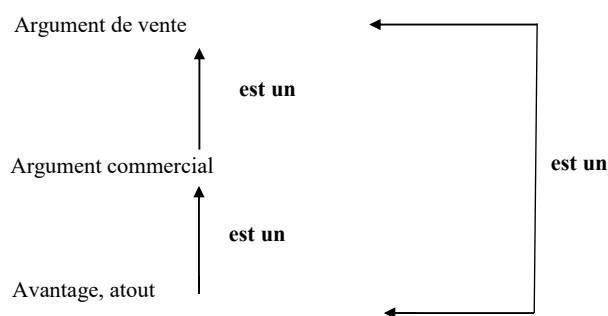 Argument de vente
est un
Argument commercial
est un
est un
Avantage, atout